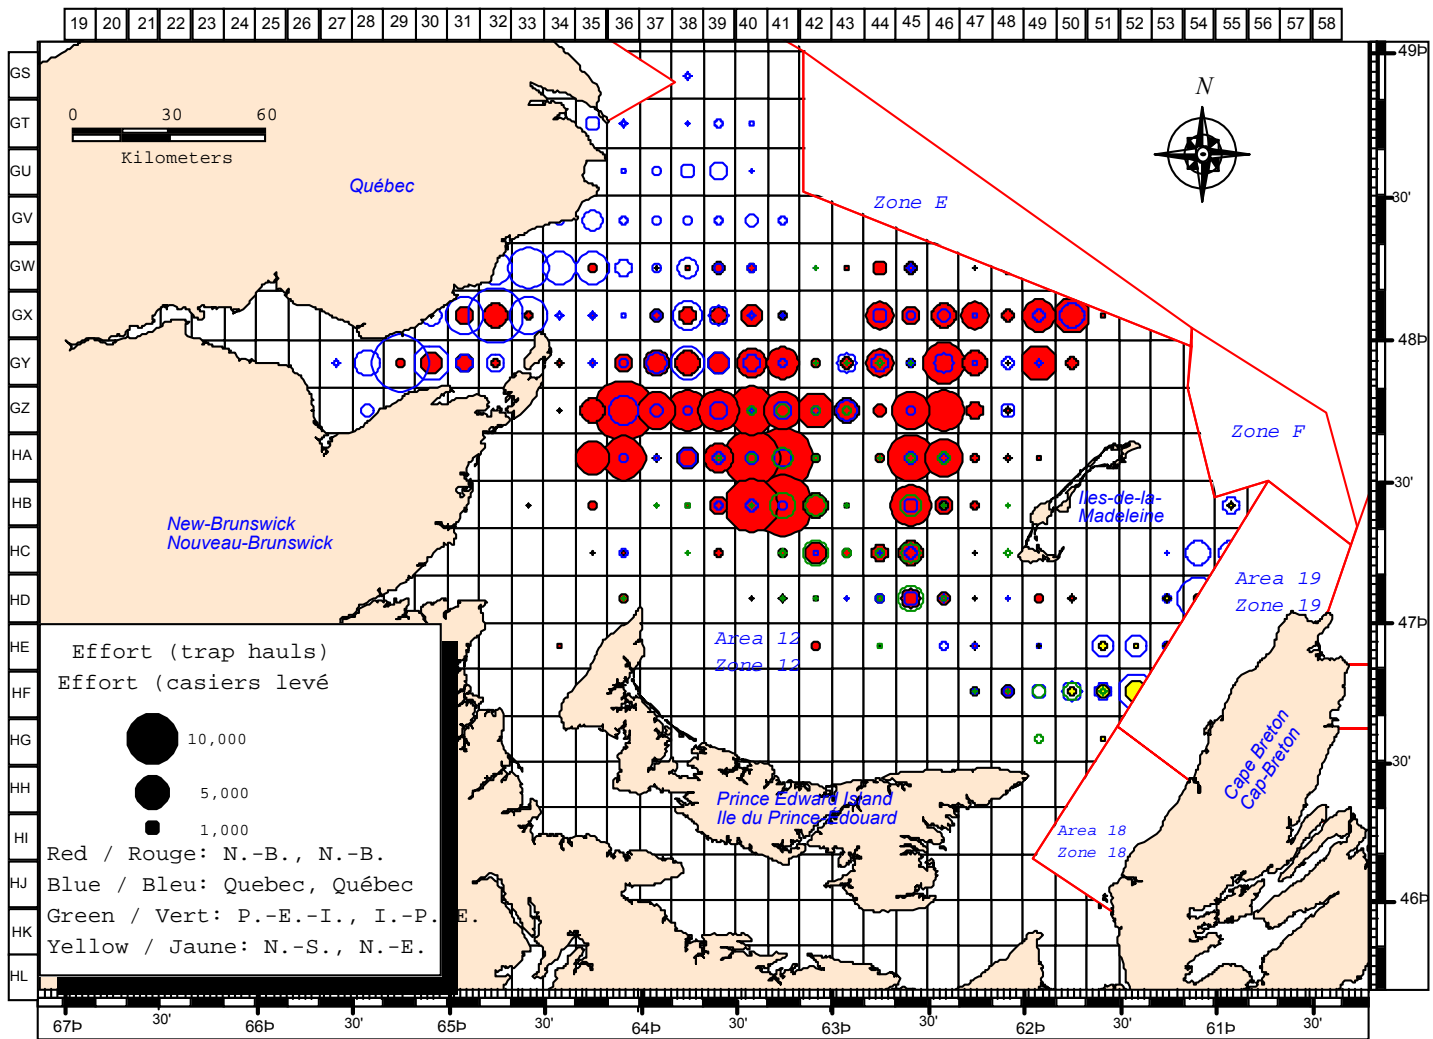 19 20 21 22 23 24 25 26 27 28 29 30 31 32 33 34 35 36 37 38 39 40 41 42 43 44 45 46 47 48 49 50 51 52 53 54 55 56 57 58
GS
GT
GU
GV
GW
GX
GY
GZ
HA
HB
HC
HD
HE
HF
HG
HH
HI
HJ
HK
HL
49Þ
30'
48Þ
30'
47Þ
30'
46Þ
0 30 60
Kilometers
N
Québec
Zone E
Zone F
Iles-de-la-
Madeleine
New-Brunswick
Nouveau-Brunswick
Area 19
Zone 19
Area 12
Zone 12
Cape Breton
Cap-Breton
Prince Edward Island
Ile du Prince-Édouard
Area 18
Zone 18
Effort (trap hauls)
Effort (casiers levé
10,000
5,000
1,000
Red / Rouge: N.-B., N.-B.
Blue / Bleu: Quebec, Québec
Green / Vert: P.-E.-I., I.-P.-E.
Yellow / Jaune: N.-S., N.-E.
67Þ 30' 66Þ 30' 65Þ 30' 64Þ 30' 63Þ 30' 62Þ 30' 61Þ 30'